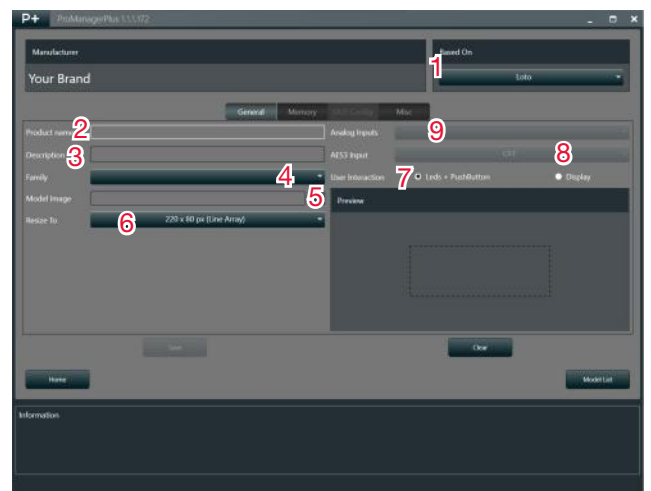 P+ ProManagerPlus 1.1.1.172
Manufacturer
Based On
Your Brand
1
Loto
General Memory Misc
Product name 2
Analog Inputs 9
Description 3
AES3 Input 8
Family 4
User Interaction 7 Leds + PushButton Display
Model Image 5
Preview
Resize To 6 220 x 80 px (Line Array)
Save
Clear
Home
Model List
Information